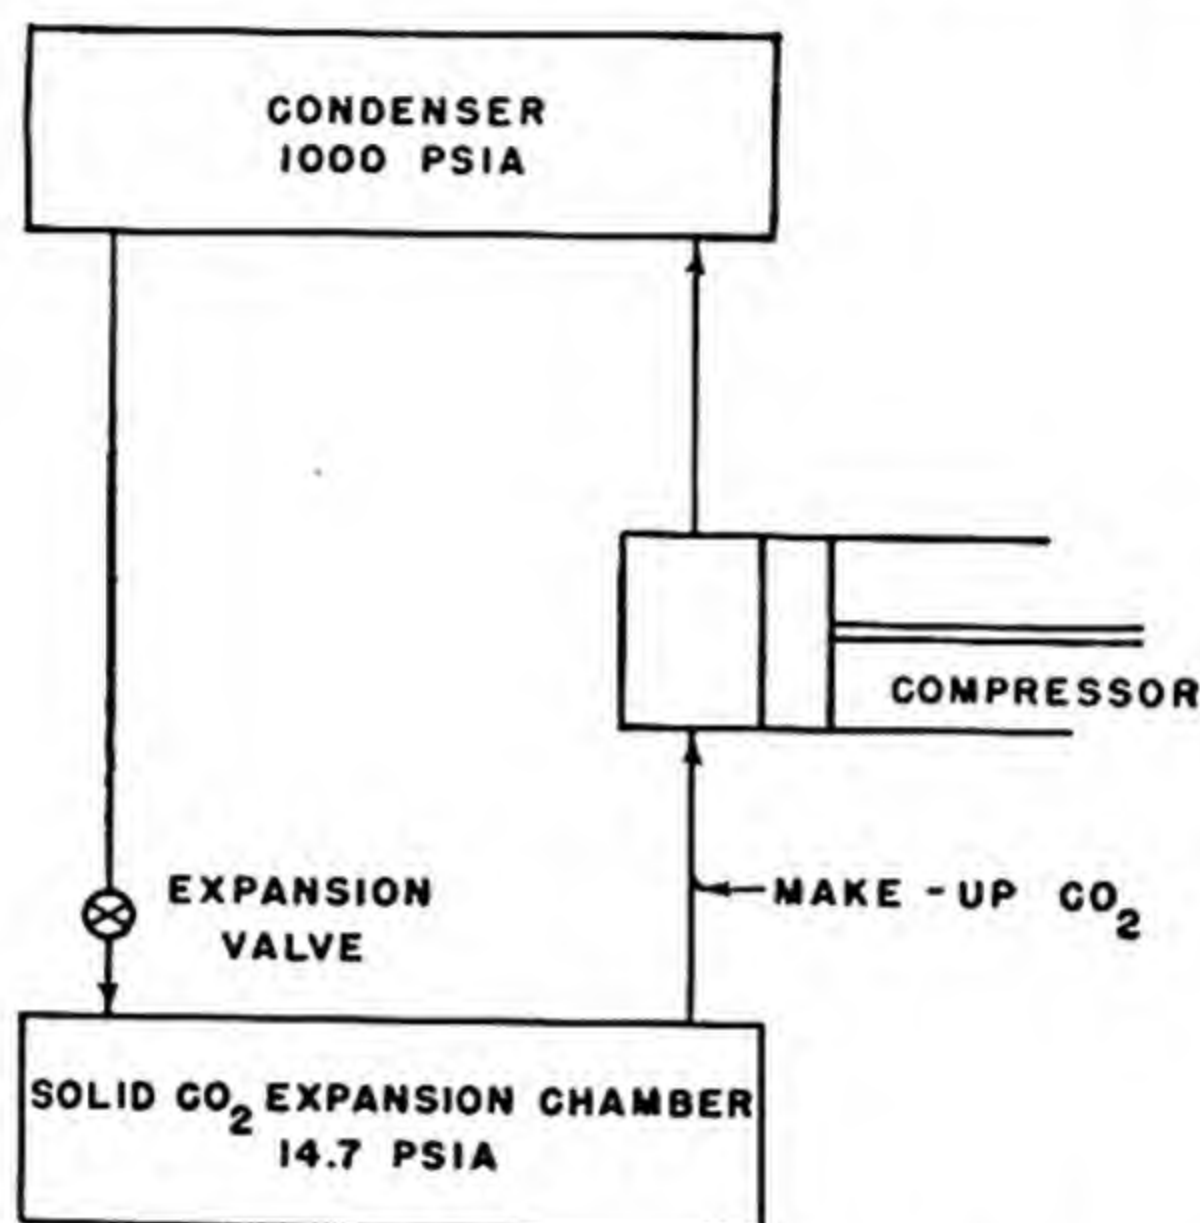 CONDENSER
1000 PSIA
COMPRESSOR
EXPANSION
VALVE
MAKE-UP CO2
SOLID CO2 EXPANSION CHAMBER
14.7 PSIA